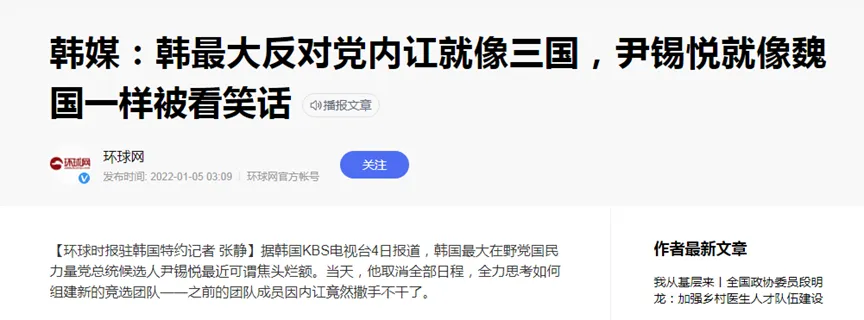 韩媒：韩最大反对党内讧就像三国，尹锡悦就像魏
国一样被看笑话
播报文章
环球网
环球网
发布时间: 2022-01-05 03:09
环球网官方帐号
关注
【环球时报驻韩国特约记者 张静】据韩国KBS电视台4日报道，韩国最大在野党国民
力量党总统候选人尹锡悦最近可谓焦头烂额。当天，他取消全部日程，全力思考如何
组建新的竞选团队——之前的团队成员因内讧竟然撒手不干了。
作者最新文章
我从基层来丨全国政协委员段明
龙：加强乡村医生人才队伍建设